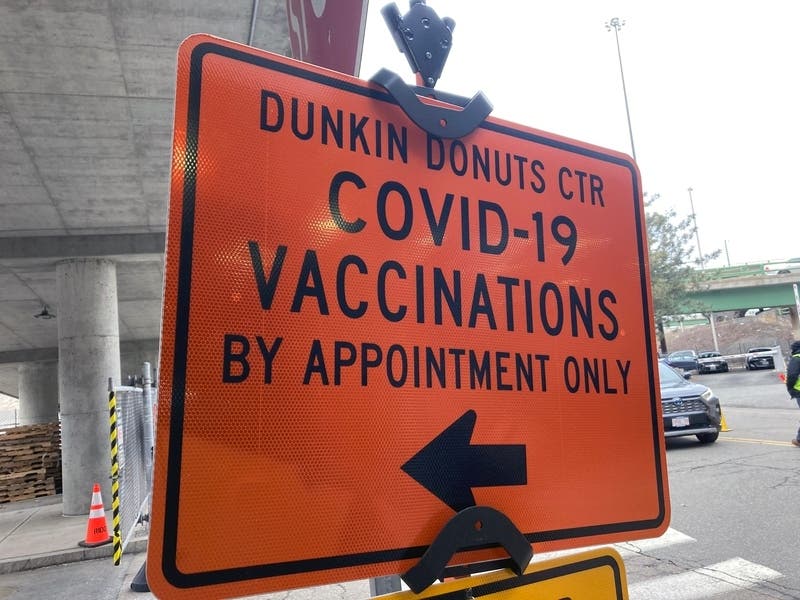 DUNKIN DONUTS CTR
COVID-19
VACCINATIONS
BY APPOINTMENT ONLY